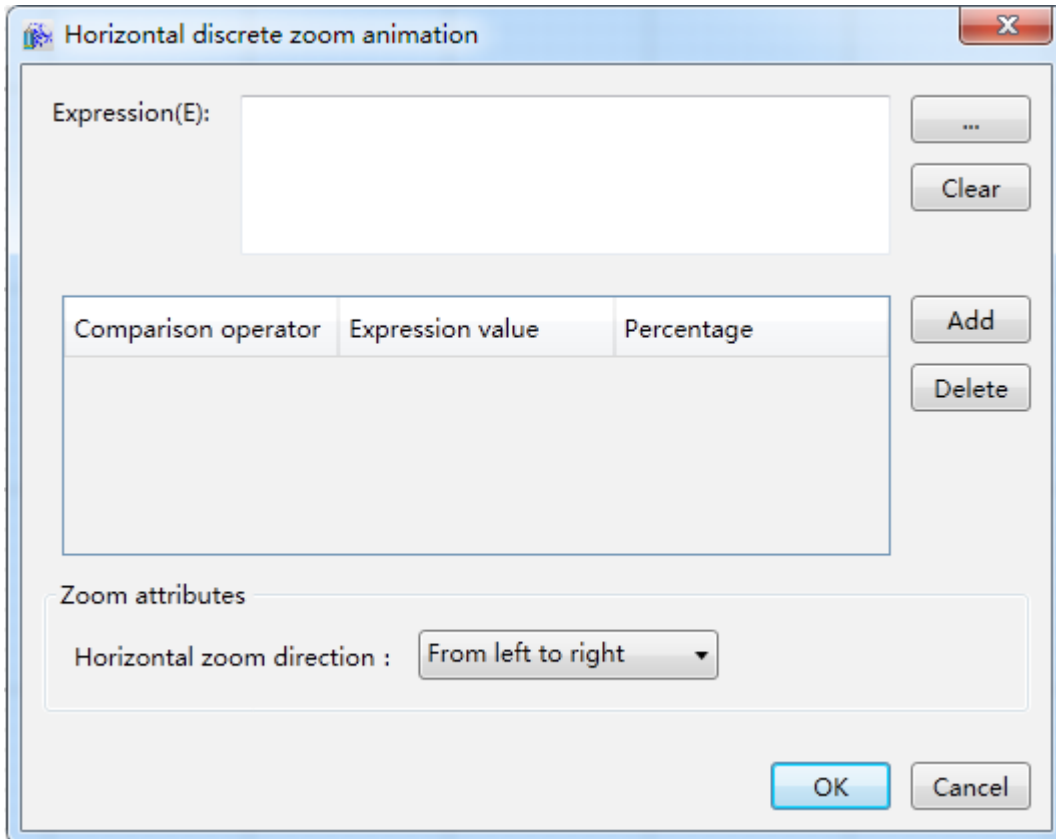 Horizontal discrete zoom animation
Expression(E):
...
Clear
Comparison operator Expression value Percentage
Add
Delete
Zoom attributes
Horizontal zoom direction : From left to right
OK Cancel